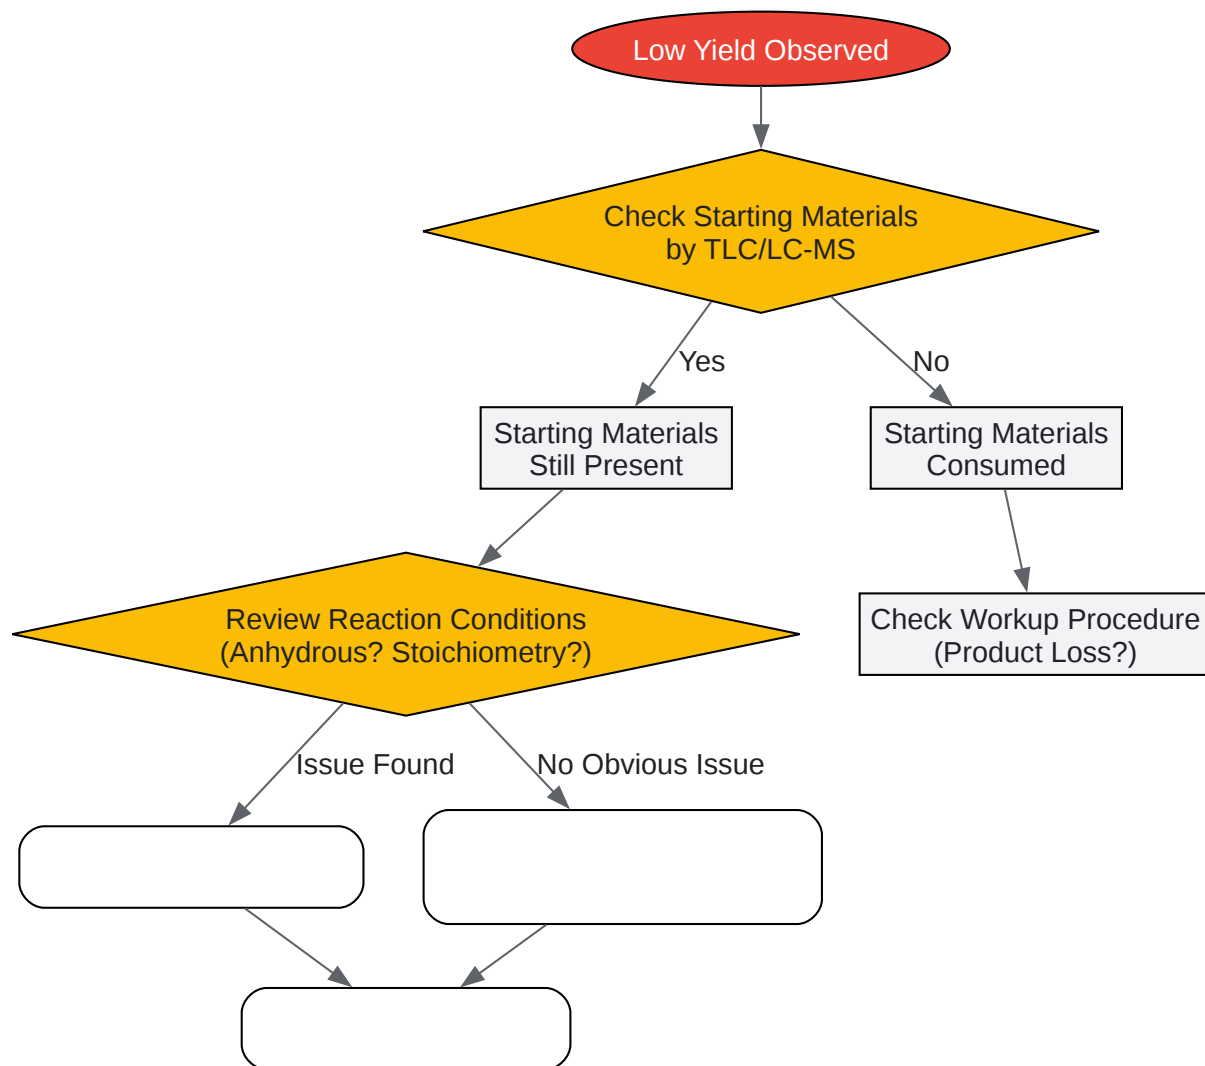 Low Yield Observed
Check Starting Materials
by TLC/LC-MS
Yes
No
Starting Materials
Still Present
Starting Materials
Consumed
Review Reaction Conditions
(Anhydrous? Stoichiometry?)
Check Workup Procedure
(Product Loss?)
Issue Found
No Obvious Issue